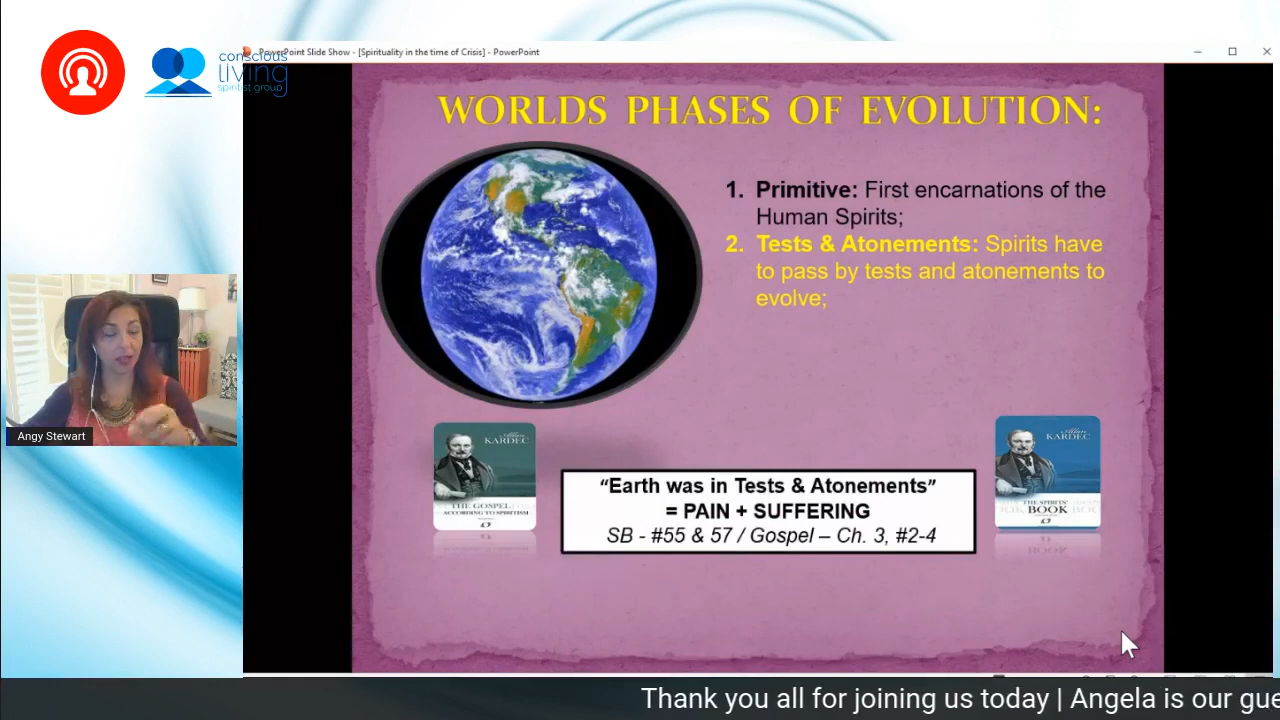 PowerPoint Slide Show - [Spirituality in the time of Crisis] - PowerPoint
conscious
living
spiritist group
WORLDS PHASES OF EVOLUTION:
1. Primitive: First encarnations of the
Human Spirits;
2. Tests & Atonements: Spirits have
to pass by tests and atonements to
evolve;
Angy Stewart
Allan
KARDEC
THE GOSPEL
ACCORDING TO SPIRITISM
“Earth was in Tests & Atonements”
= PAIN + SUFFERING
SB - #55 & 57 / Gospel – Ch. 3, #2-4
Allan
KARDEC
THE SPIRITS'
BOOK
Thank you all for joining us today | Angela is our gue